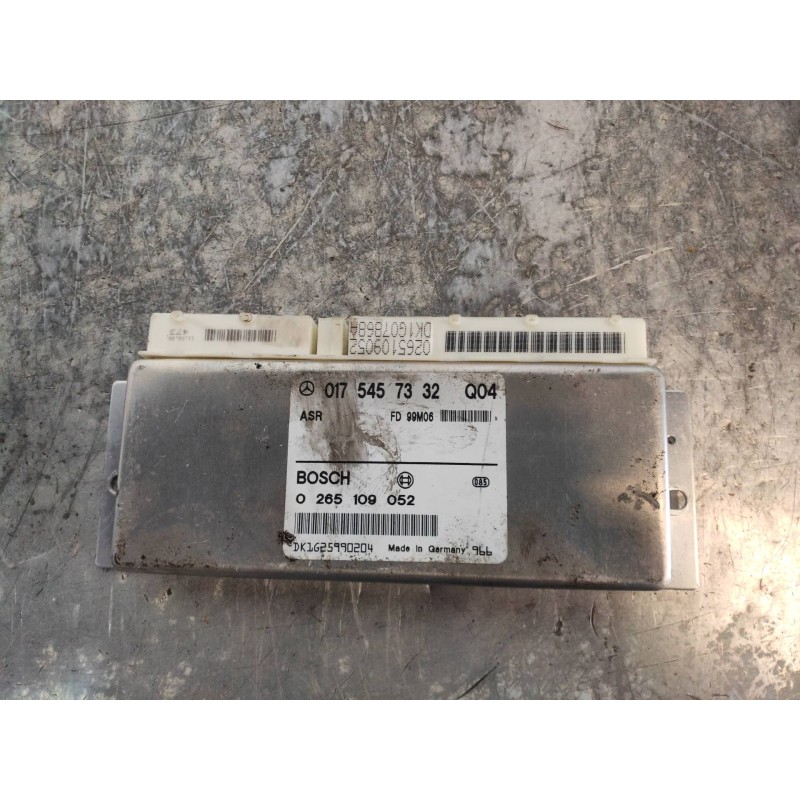 0265109052
DK1G07868A
017 545 73 32 Q04
ASR FD 99M06
BOSCH
085
0 265 109 052
DK1G25990204 Made in Germany 966